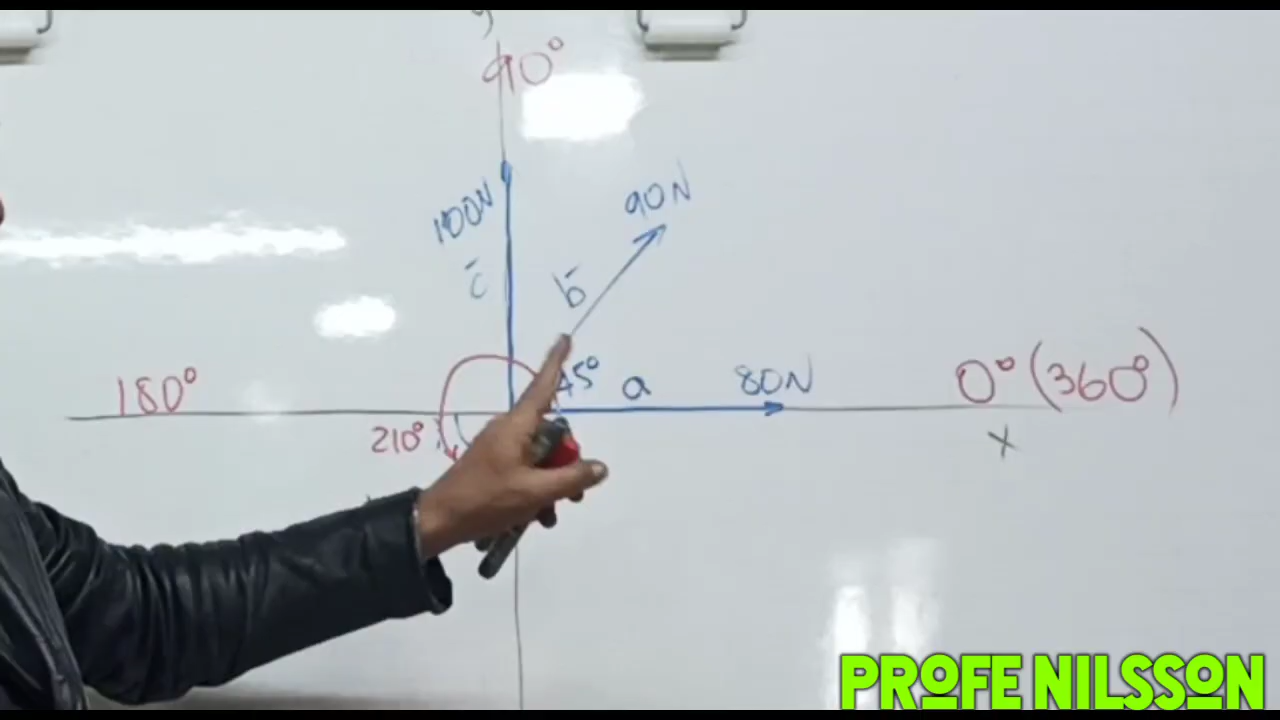 y
90°
100N
90N
c̄
b̄
180°
45°
a
80N
0° (360°)
210°
x
PROFE NILSSON